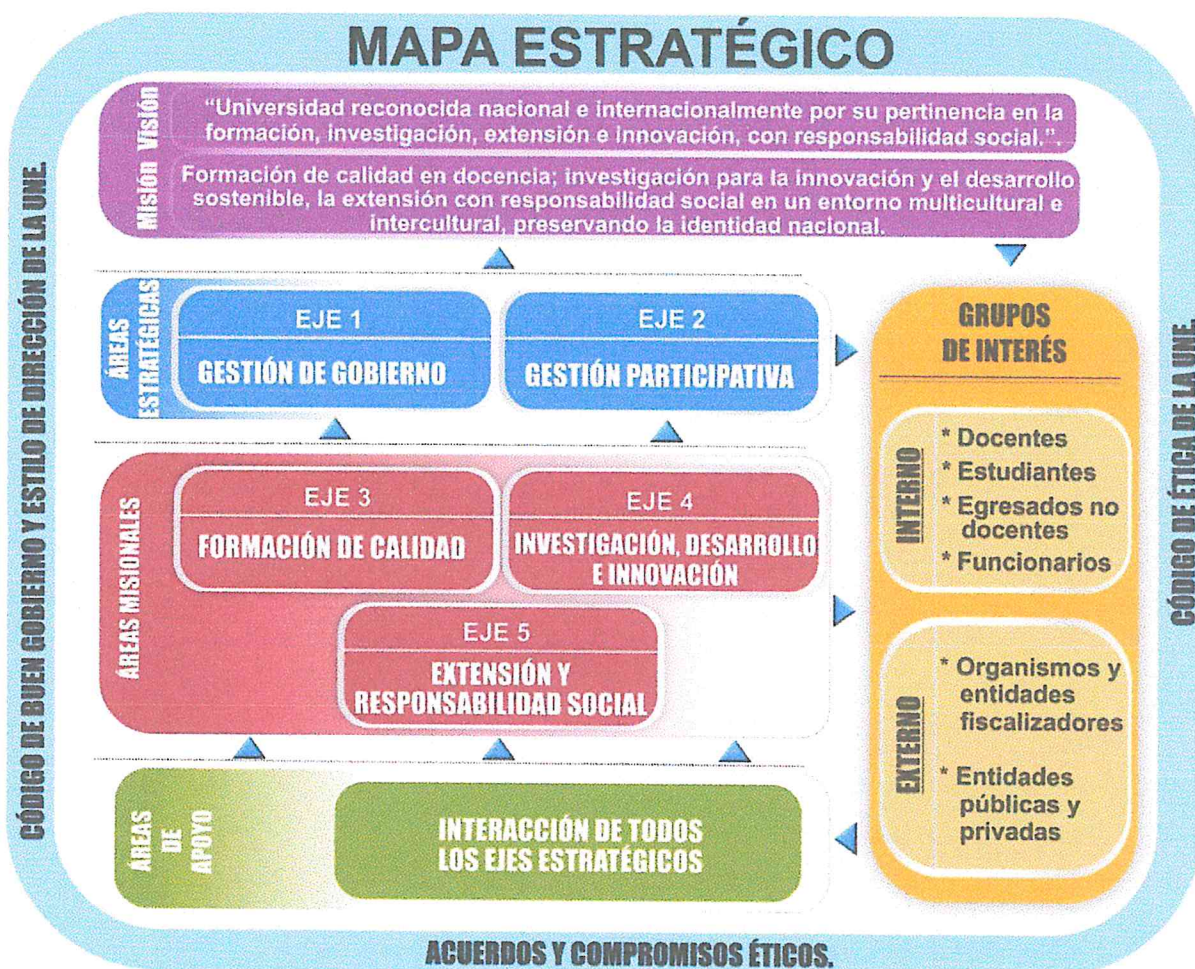 MAPA ESTRATÉGICO
CÓDIGO DE BUEN GOBIERNO Y ESTILO DE DIRECCIÓN DE LA UNE.
Visión
“Universidad reconocida nacional e internacionalmente por su pertinencia en la
formación, investigación, extensión e innovación, con responsabilidad social.”.
Misión
Formación de calidad en docencia; investigación para la innovación y el desarrollo
sostenible, la extensión con responsabilidad social en un entorno multicultural e
intercultural, preservando la identidad nacional.
ÁREAS
ESTRATÉGICAS
EJE 1
GESTIÓN DE GOBIERNO
EJE 2
GESTIÓN PARTICIPATIVA
ÁREAS MISIONALES
EJE 3
FORMACIÓN DE CALIDAD
EJE 4
INVESTIGACIÓN, DESARROLLO
E INNOVACIÓN
EJE 5
EXTENSIÓN Y
RESPONSABILIDAD SOCIAL
ÁREAS
DE
APOYO
INTERACCIÓN DE TODOS
LOS EJES ESTRATÉGICOS
GRUPOS
DE INTERÉS
INTERNO
* Docentes
* Estudiantes
* Egresados no
docentes
* Funcionarios
EXTERNO
* Organismos y
entidades
fiscalizadores
* Entidades
públicas y
privadas
CÓDIGO DE ÉTICA DE LA UNE.
ACUERDOS Y COMPROMISOS ÉTICOS.